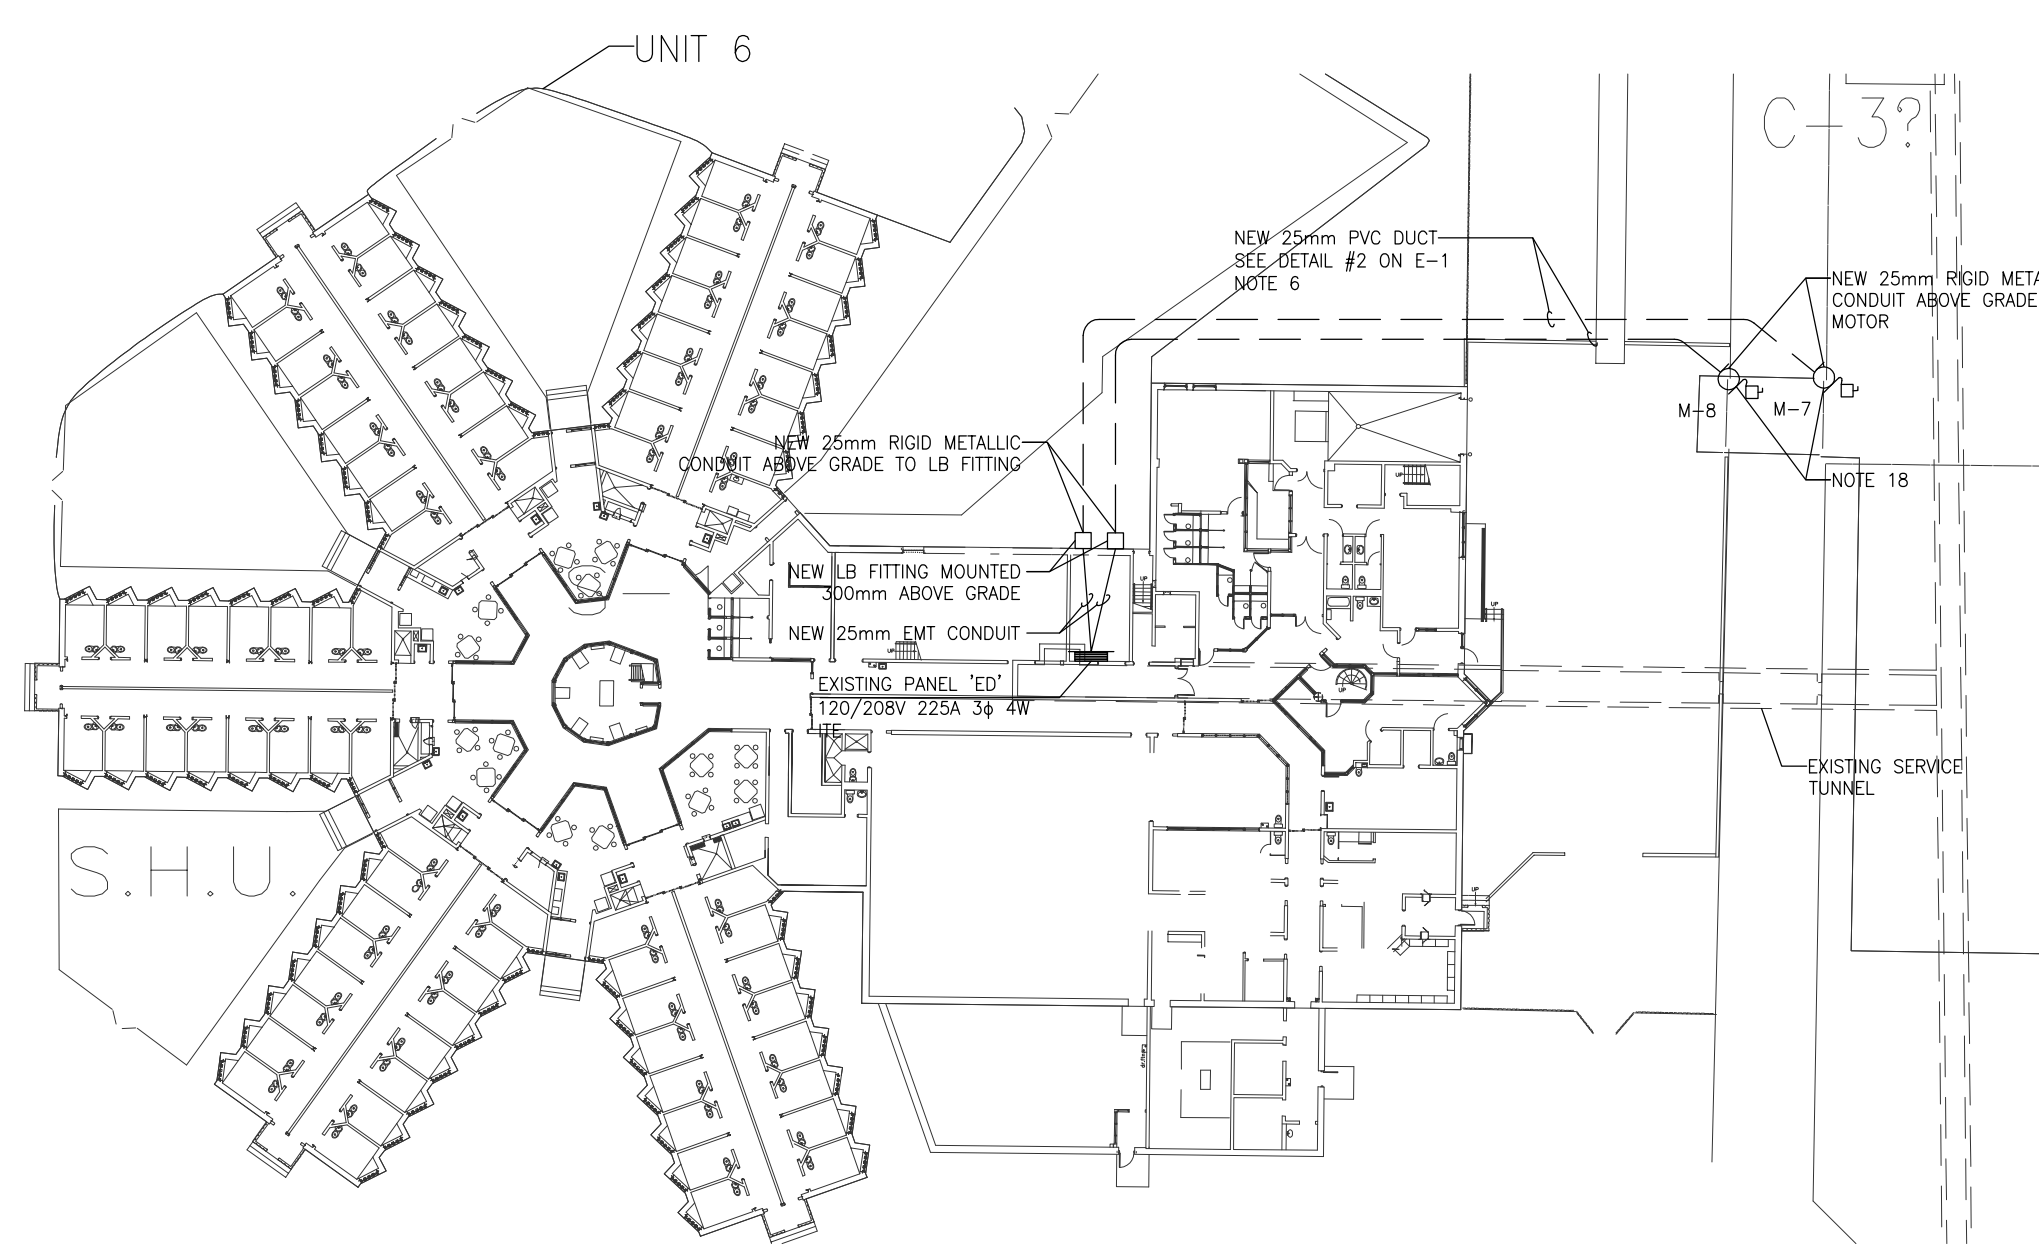 UNIT 6
C-3?
NEW 25mm PVC DUCT
SEE DETAIL #2 ON E-1
NOTE 6
NEW 25mm RIGID META
CONDUIT ABOVE GRADE
MOTOR
M-8
M-7
NEW 25mm RIGID METALLIC
CONDUIT ABOVE GRADE TO LB FITTING
NOTE 18
UP
NEW LB FITTING MOUNTED
300mm ABOVE GRADE
UP
UP
NEW 25mm EMT CONDUIT
UP
EXISTING PANEL 'ED'
120/208V 225A 3ϕ 4W
ITE
UP
EXISTING SERVICE
TUNNEL
S.H.U.
UP